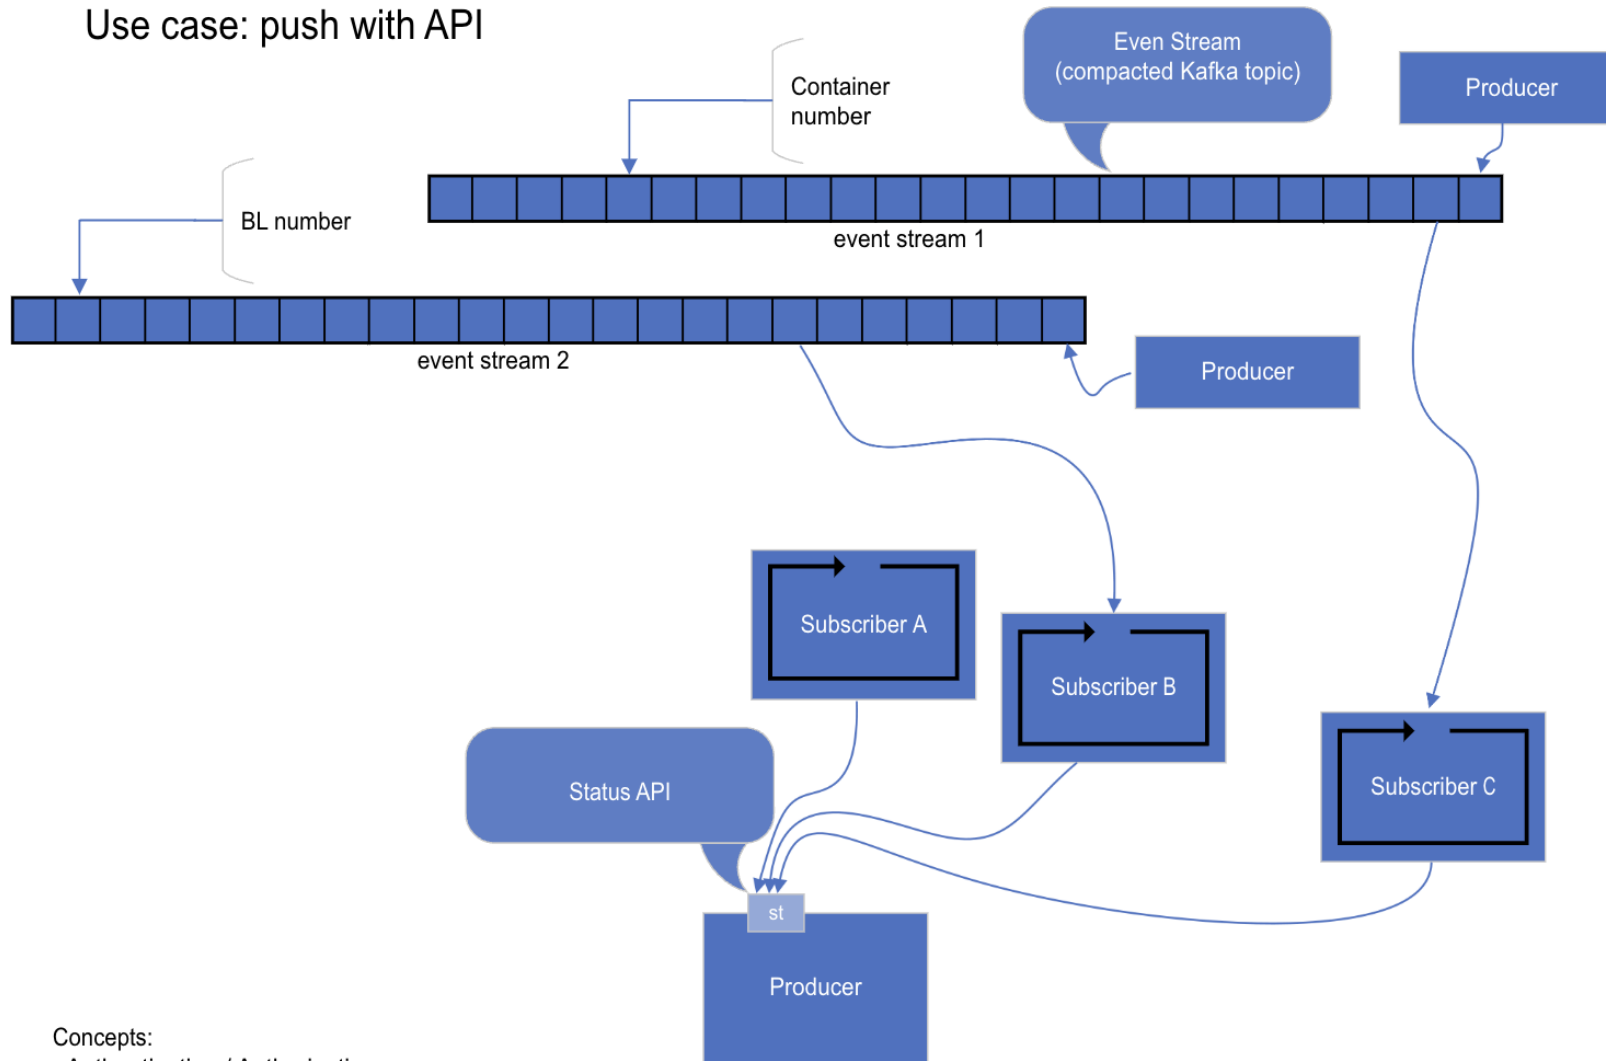 Use case: push with API
Even Stream
(compacted Kafka topic)
Producer
Container
number
BL number
event stream 1
event stream 2
Producer
Subscriber A
Subscriber B
Subscriber C
Status API
st
Producer
Concepts: